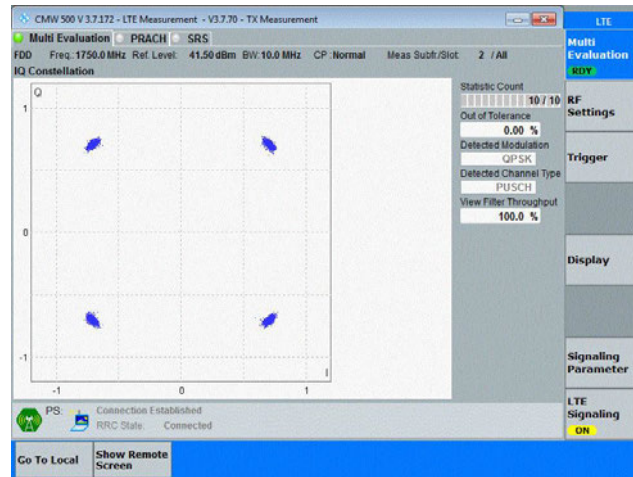 CMW 500 V 3.7.172 - LTE Measurement - V3.7.70 - TX Measurement
LTE
Multi Evaluation PRACH SRS
Multi
Evaluation
RDY
FDD Freq.: 1750.0 MHz Ref. Level: 41.50 dBm BW: 10.0 MHz CP: Normal Meas Subfr./Slot: 2 / All
IQ Constellation
Q
1
0
-1
-1
0
1
I
Statistic Count
10 / 10
Out of Tolerance
0.00 %
Detected Modulation
QPSK
Detected Channel Type
PUSCH
View Filter Throughput
100.0 %
RF
Settings
Trigger
Display
Signaling
Parameter
LTE
Signaling
ON
PS: Connection Established
RRC State: Connected
Go To Local
Show Remote
Screen